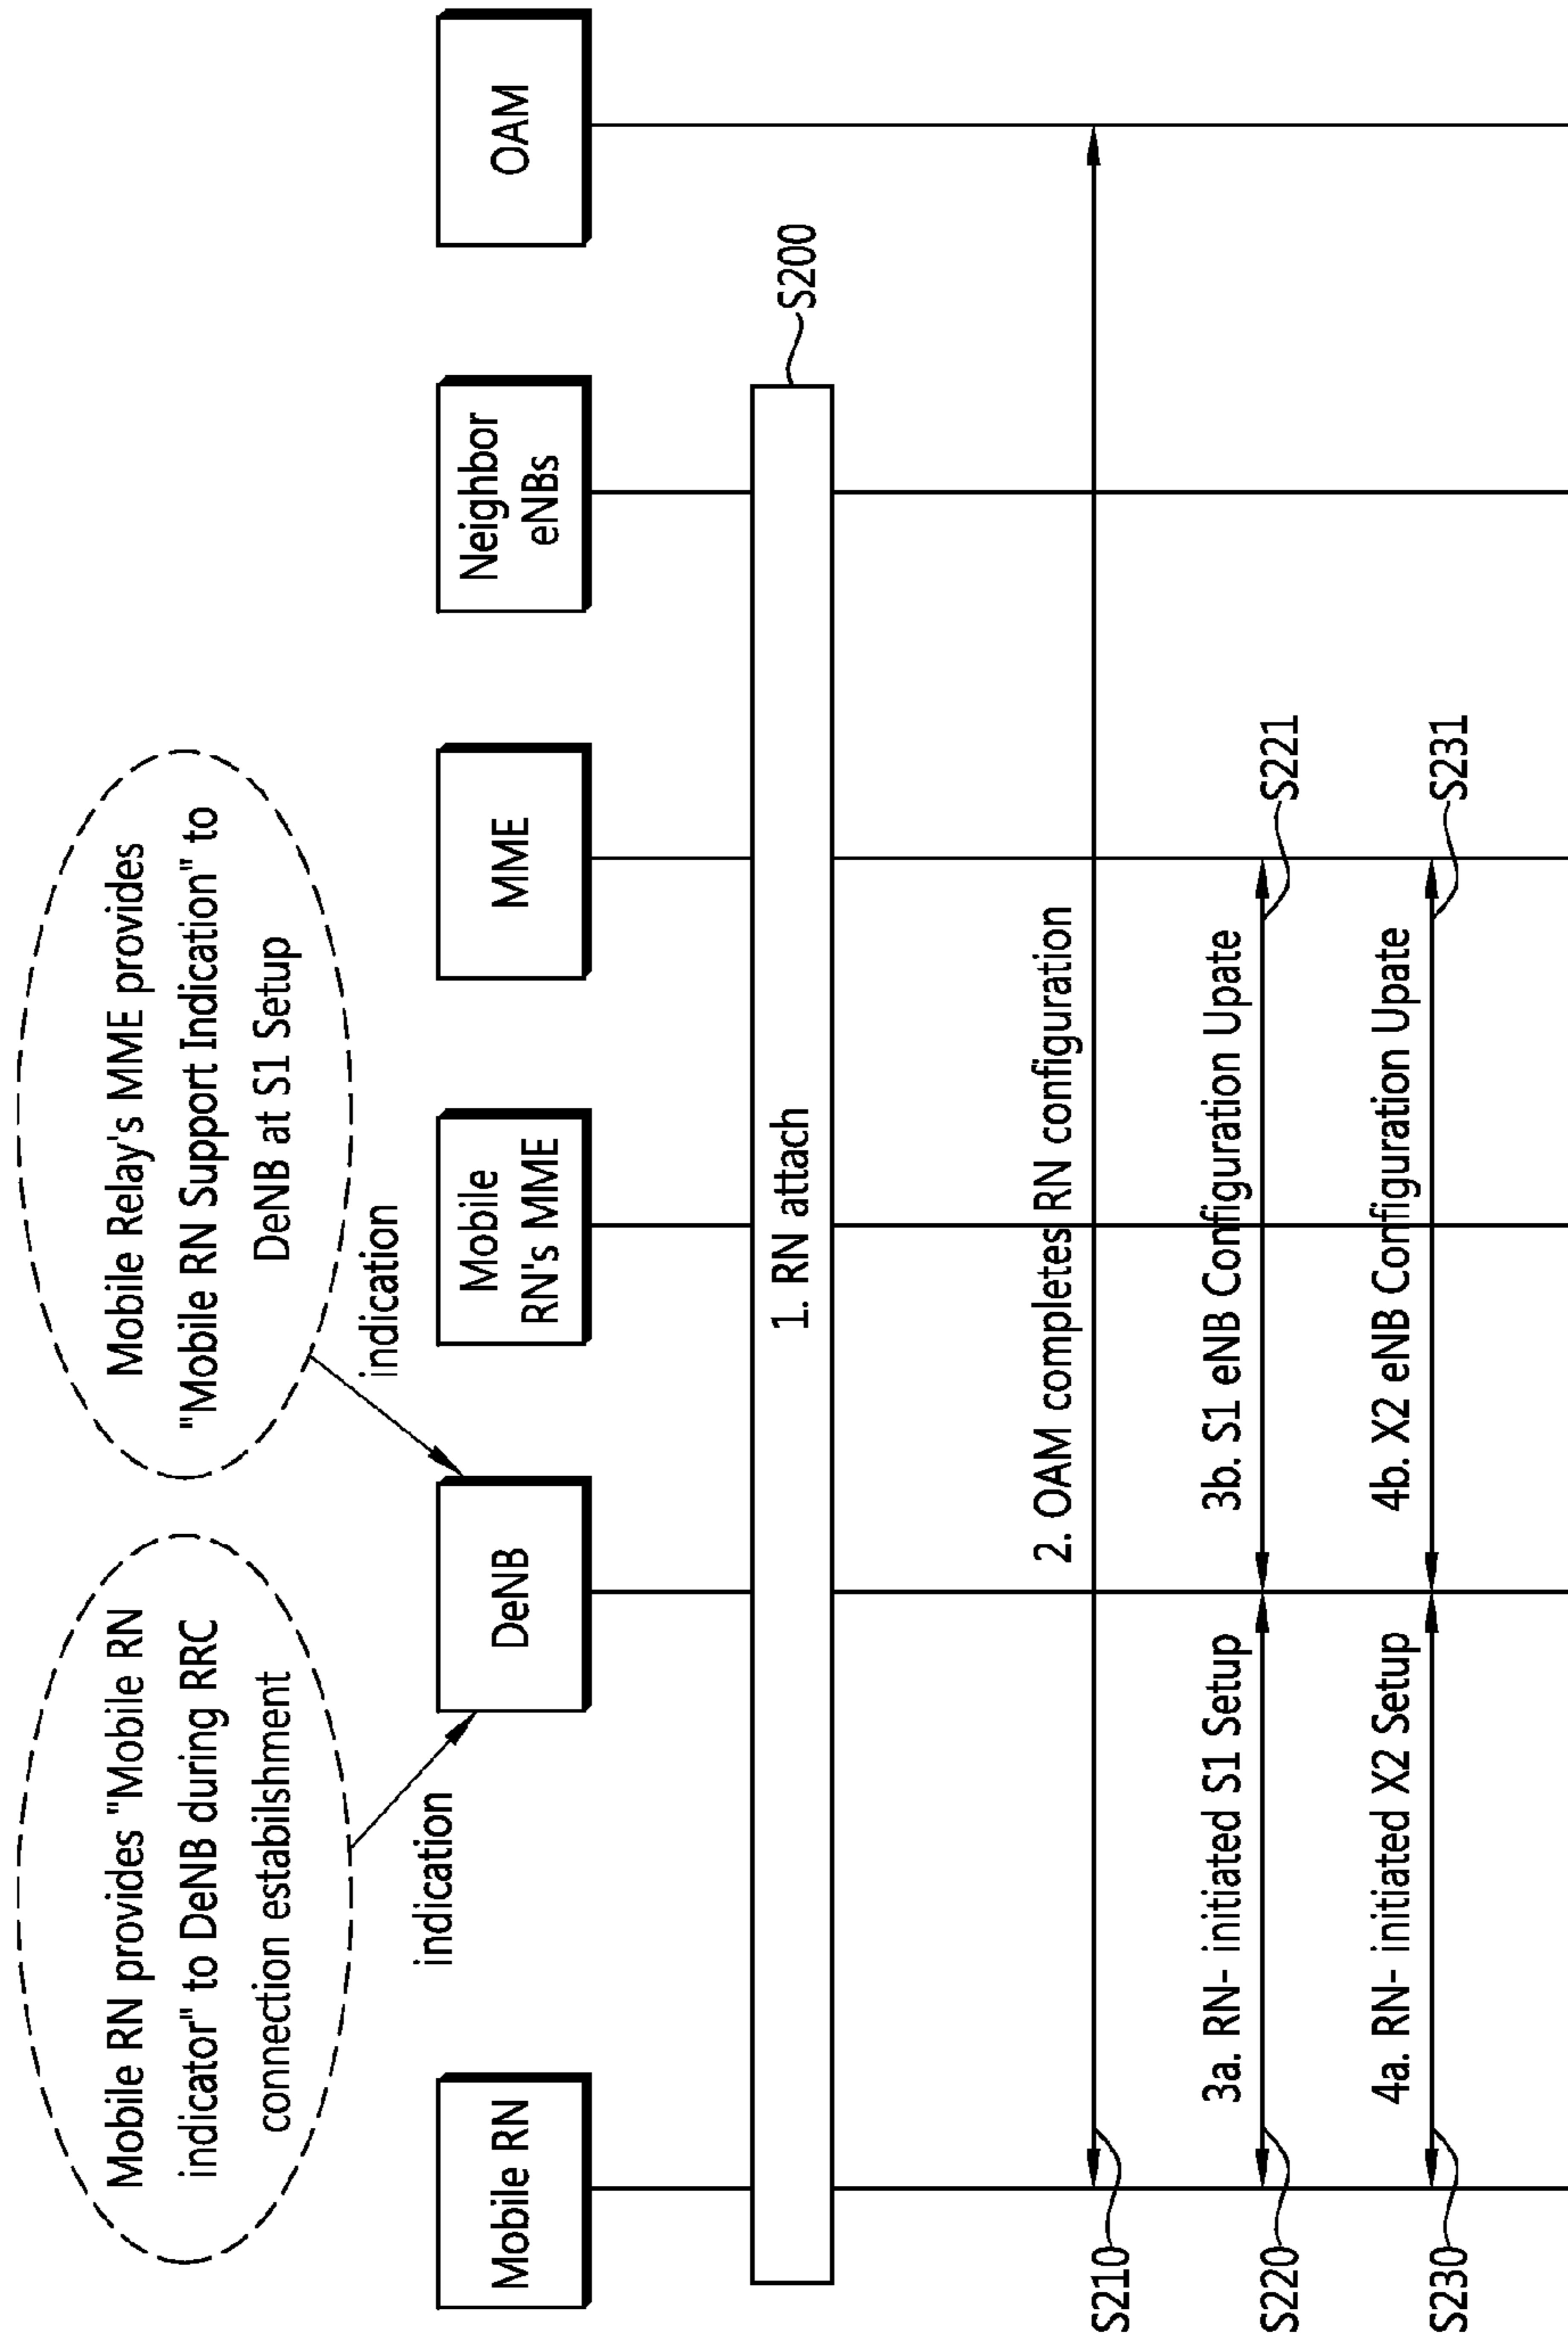 Mobile RN provides "Mobile RN
indicator" to DeNB during RRC
connection estabilshment
Mobile Relay's MME provides
"Mobile RN Support Indication" to
DeNB at S1 Setup
indication
indication
Mobile RN
DeNB
Mobile
RN's MME
MME
Neighbor
eNBs
OAM
1. RN attach
S200
2. OAM completes RN configuration
S210
3a. RN- initiated S1 Setup
3b. S1 eNB Configuration Upate
S220
S221
4a. RN- initiated X2 Setup
4b. X2 eNB Configuration Upate
S230
S231